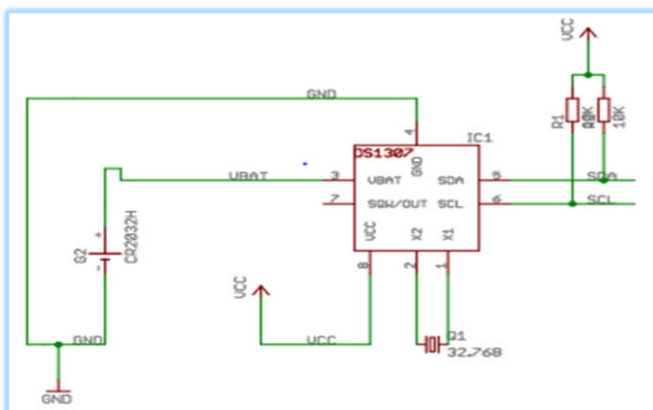 VCC
R1
10K
GND
4
IC1
DS1307
GND
VBAT
3
VBAT
SDA
5
SDA
7
SQW/OUT
SCL
6
SCL
+
G2
CR2032H
-
VCC
X2
X1
8
2
1
VCC
VCC
GND
Q1
32.768
GND